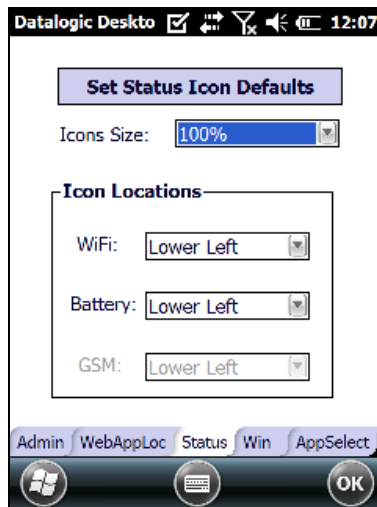 Datalogic Deskto 12:07
Set Status Icon Defaults
Icons Size: 100%
Icon Locations
WiFi: Lower Left
Battery: Lower Left
GSM: Lower Left
Admin WebAppLoc Status Win AppSelect
OK